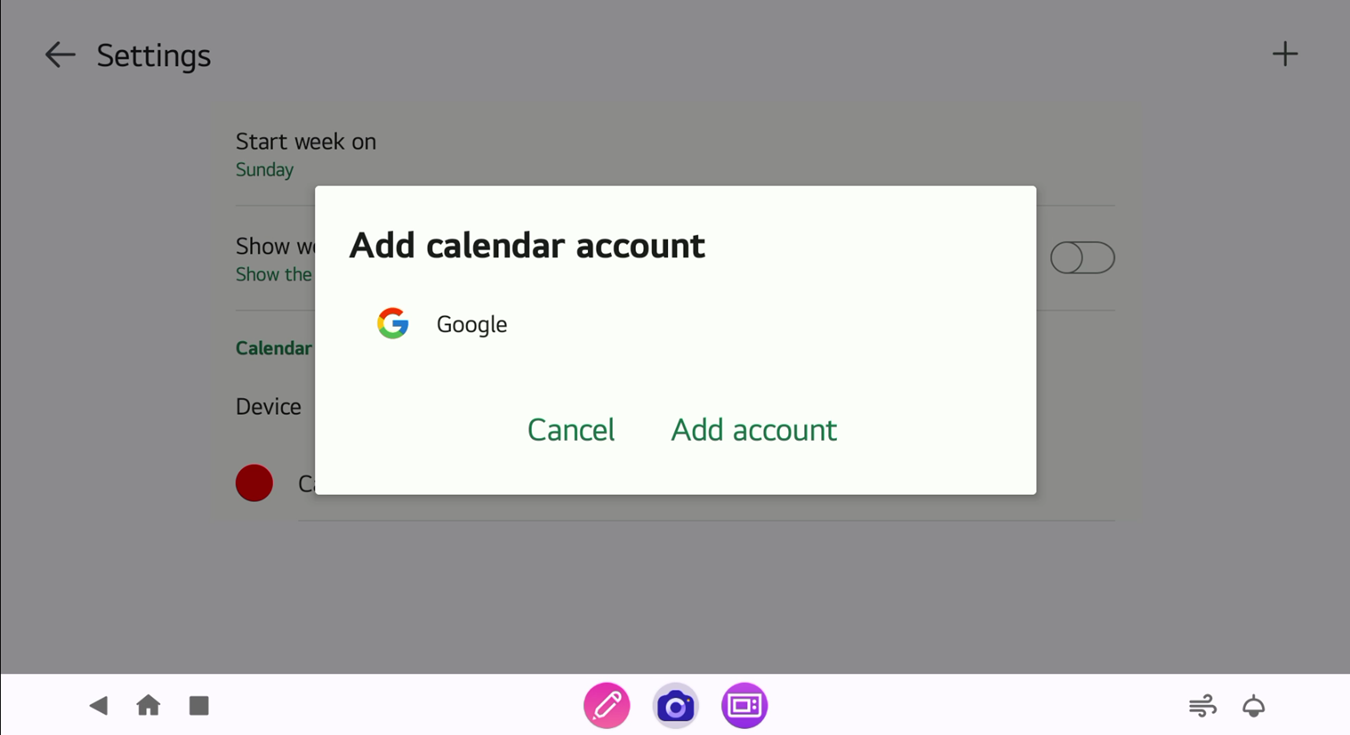 Settings
Start week on
Sunday
Add calendar account
Show
Show the
Google
Calendar
Device
Cancel Add account